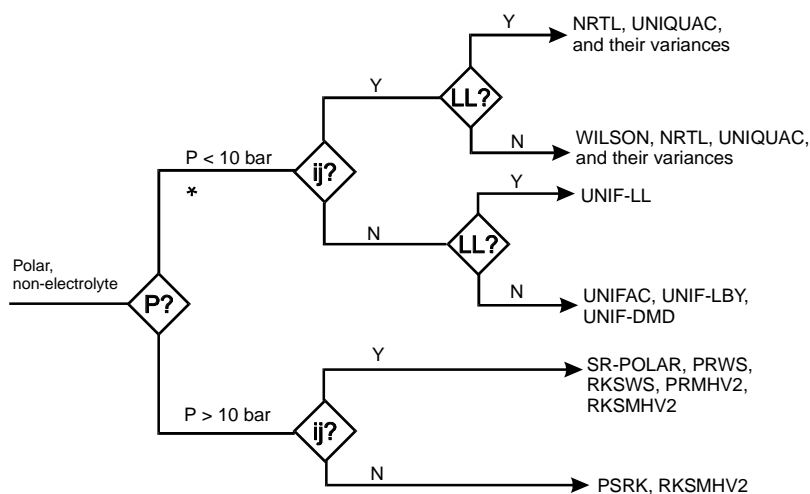 Y
NRTL, UNIQUAC,
and their variances
LL?
Y
N
WILSON, NRTL, UNIQUAC,
and their variances
P < 10 bar
*
ij?
Y
UNIF-LL
N
LL?
Polar,
non-electrolyte
P?
N
UNIFAC, UNIF-LBY,
UNIF-DMD
Y
SR-POLAR, PRWS,
RKSWS, PRMHV2,
RKSMHV2
P > 10 bar
ij?
N
PSRK, RKSMHV2